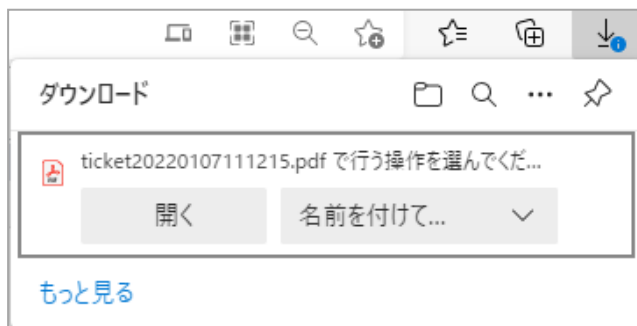 ダウンロード
ticket20220107111215.pdf で行う操作を選んでくだ...
開く
名前を付けて...
もっと見る